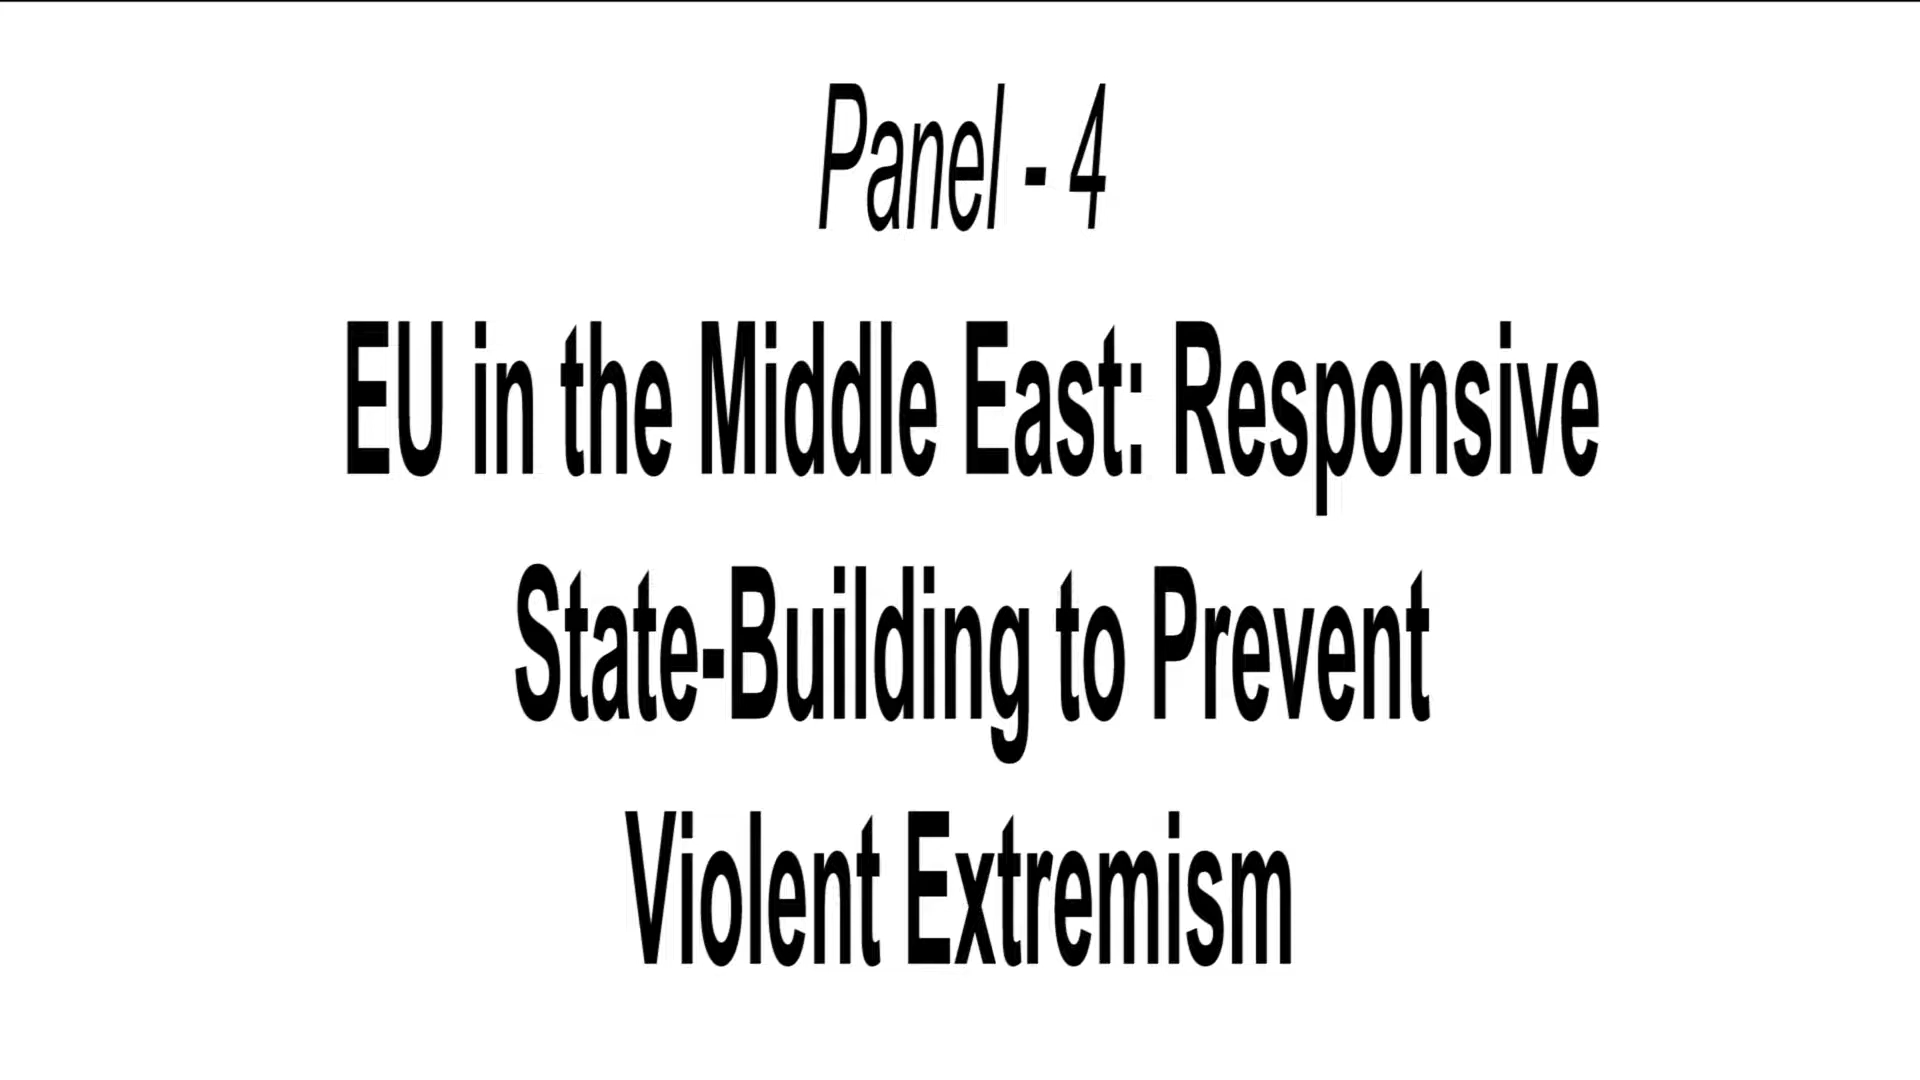 Panel - 4
EU in the Middle East: Responsive
State-Building to Prevent
Violent Extremism